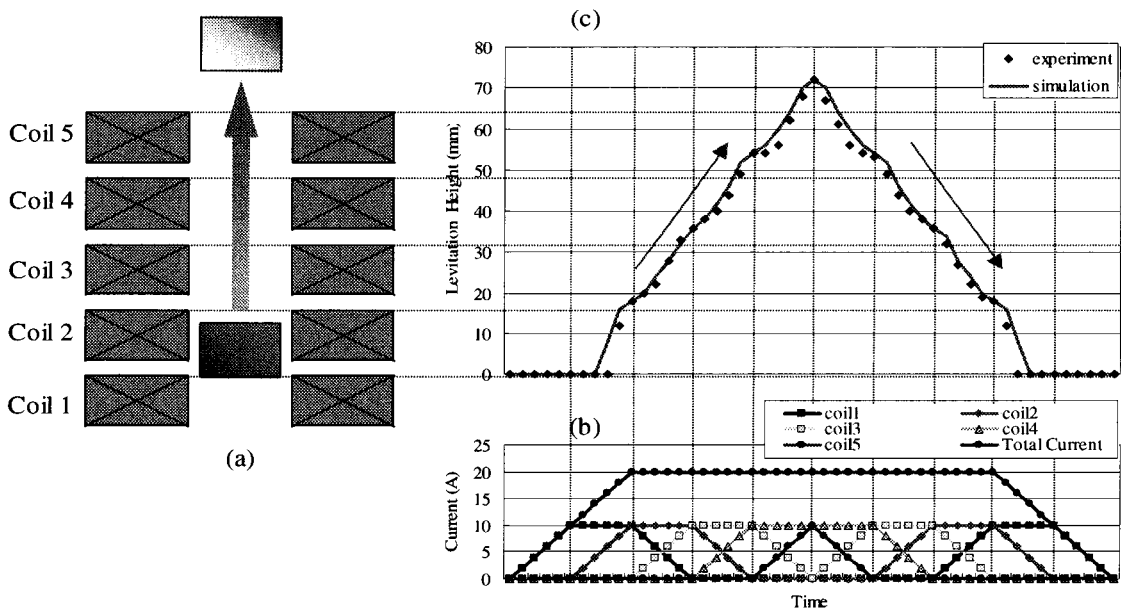 Coil 5
Coil 4
Coil 3
Coil 2
Coil 1
(a)
(c)
Levitation Height (mm)
80
70
60
50
40
30
20
10
0
experiment
simulation
(b)
coil1
coil2
coil3
coil4
coil5
Total Current
Current (A)
25
20
15
10
5
0
Time